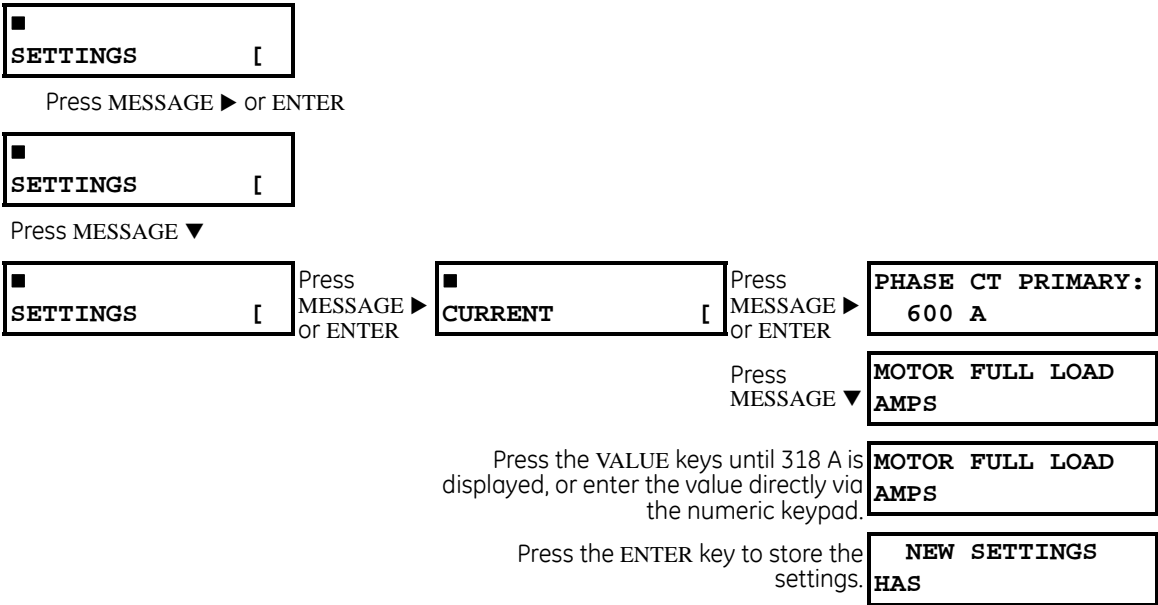 ■
SETTINGS [
Press MESSAGE ► or ENTER
■
SETTINGS [
Press MESSAGE ▼
■
SETTINGS [
Press
MESSAGE ►
or ENTER
■
CURRENT [
Press
MESSAGE ►
or ENTER
PHASE CT PRIMARY:
600 A
Press
MESSAGE ▼
MOTOR FULL LOAD
AMPS
Press the VALUE keys until 318 A is
displayed, or enter the value directly via
the numeric keypad.
MOTOR FULL LOAD
AMPS
Press the ENTER key to store the
settings.
NEW SETTINGS
HAS